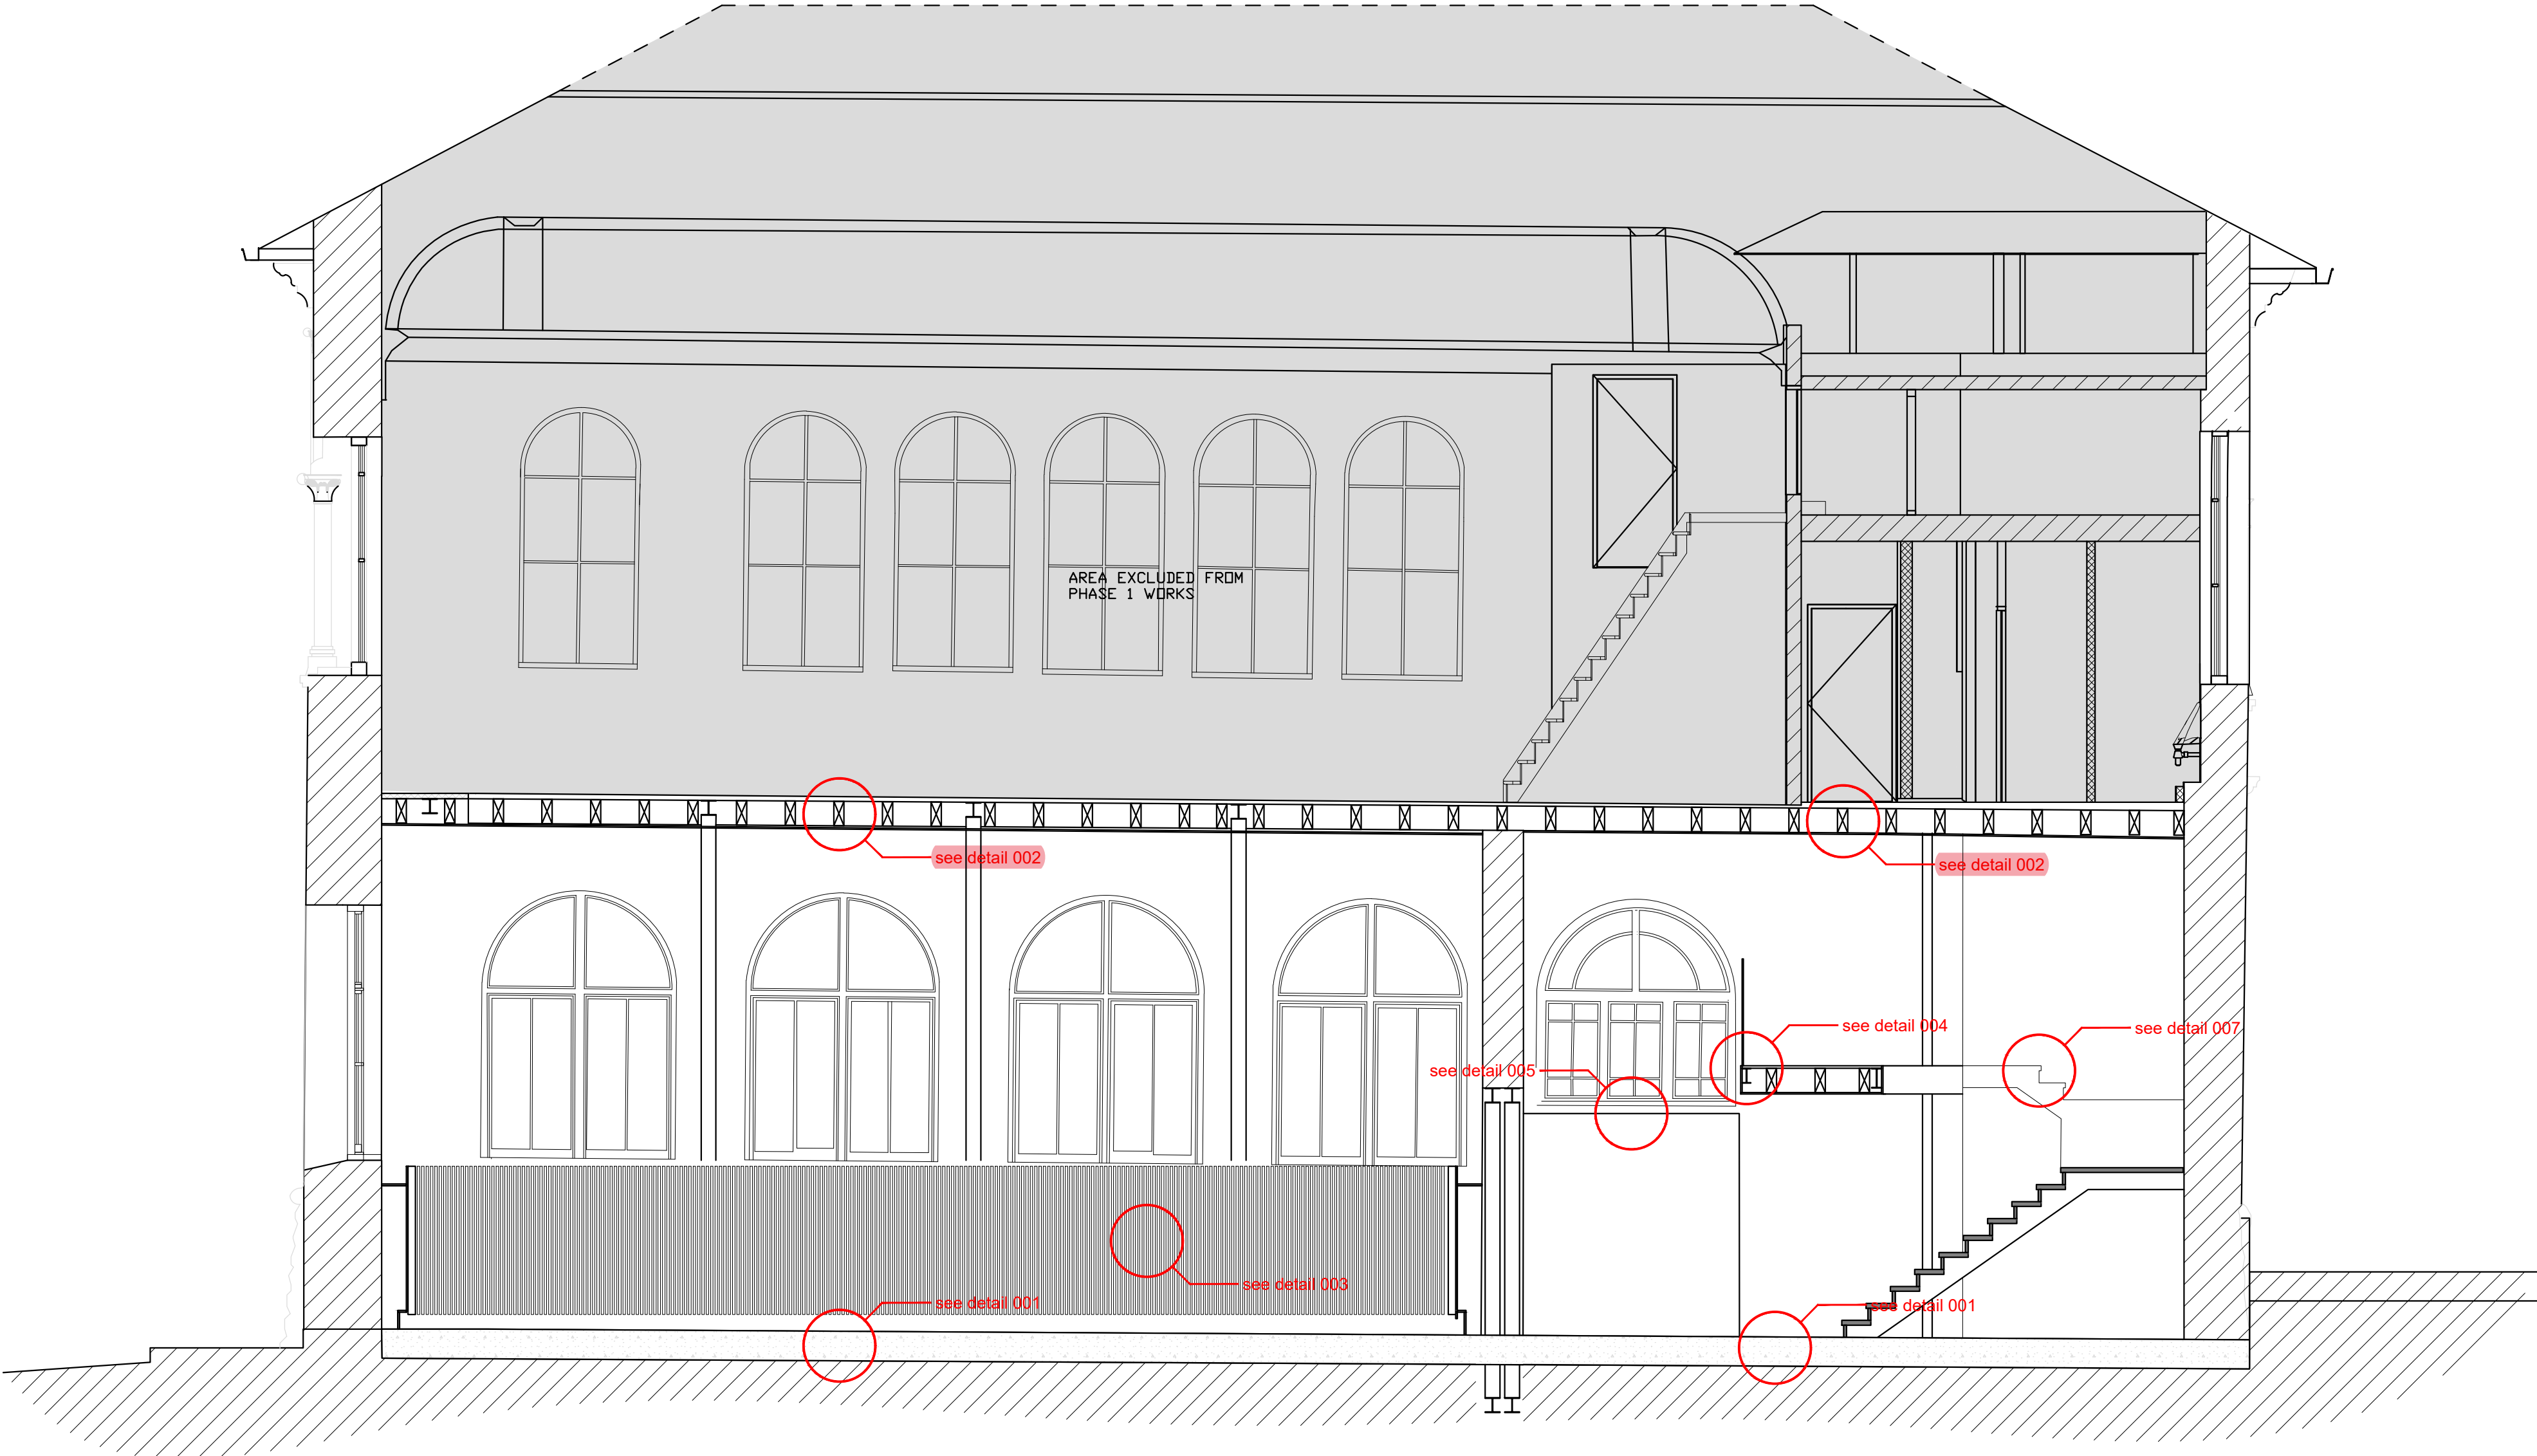 AREA EXCLUDED FROM
PHASE 1 WORKS
see detail 002
see detail 002
see detail 004
see detail 007
see detail 005
see detail 003
see detail 001
see detail 001